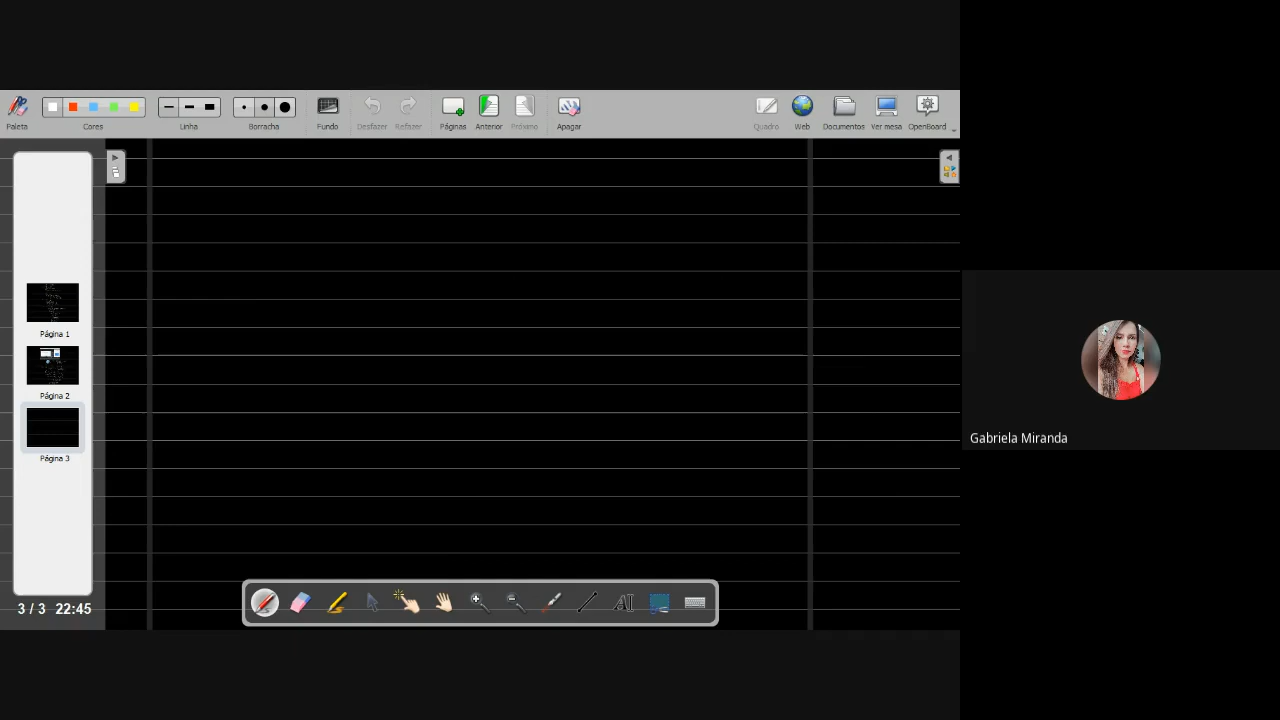 Paleta
Cores
Linha
Borracha
Fundo
Desfazer
Refazer
Páginas
Anterior
Próximo
Apagar
Quadro
Web
Documentos
Ver mesa
OpenBoard
Página 1
Página 2
Página 3
3 / 3 22:45
AI
Gabriela Miranda